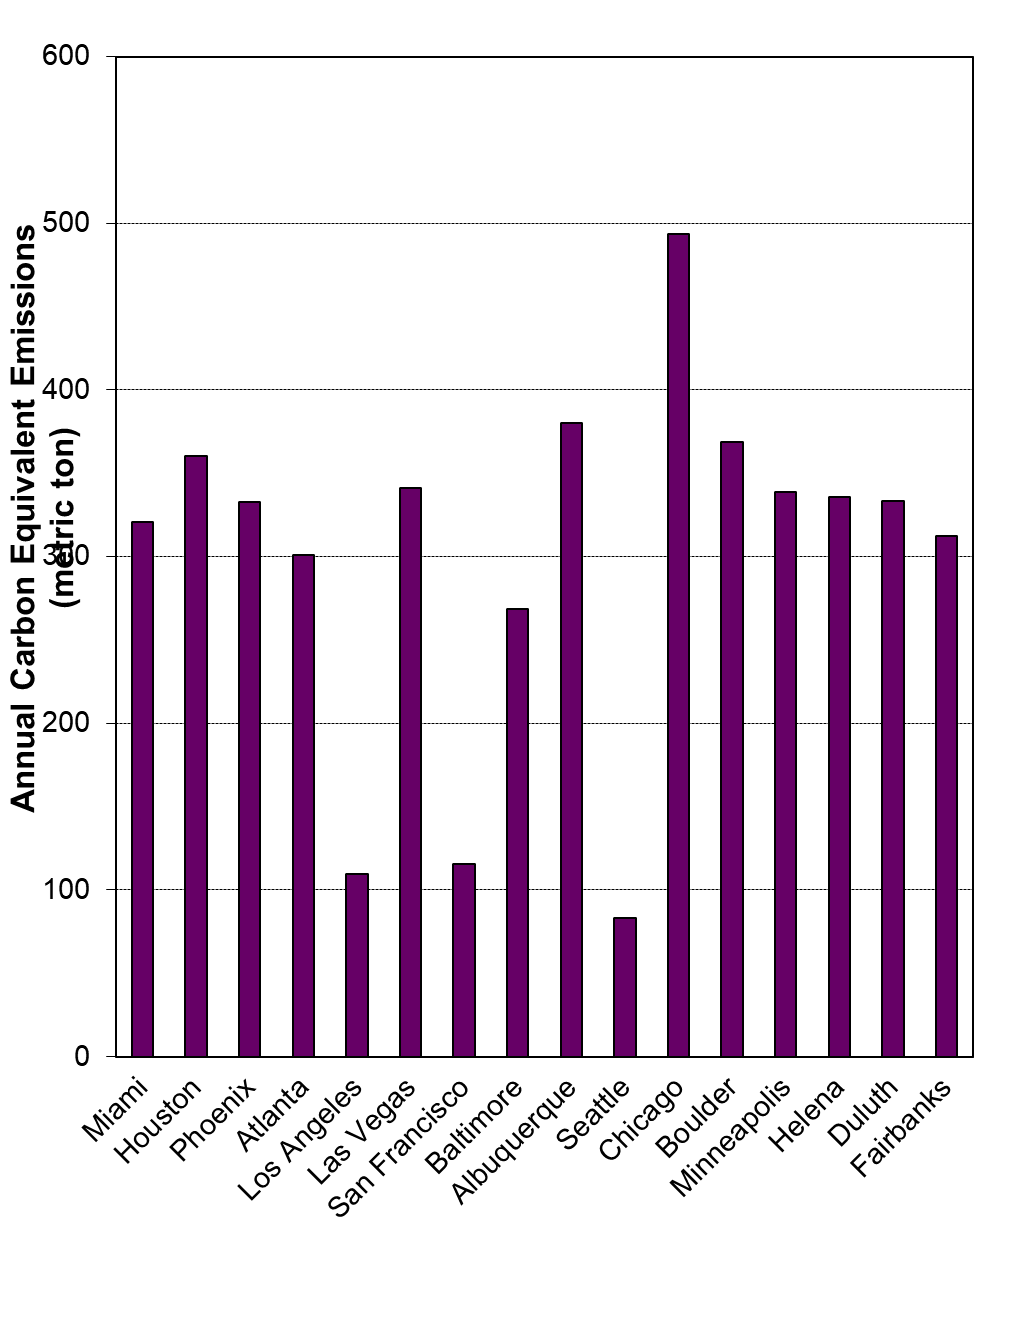 600
500
400
300
200
100
0
Annual Carbon Equivalent Emissions
(metric ton)
Miami
Houston
Phoenix
Atlanta
Los Angeles
Las Vegas
San Francisco
Baltimore
Albuquerque
Seattle
Chicago
Boulder
Minneapolis
Helena
Duluth
Fairbanks